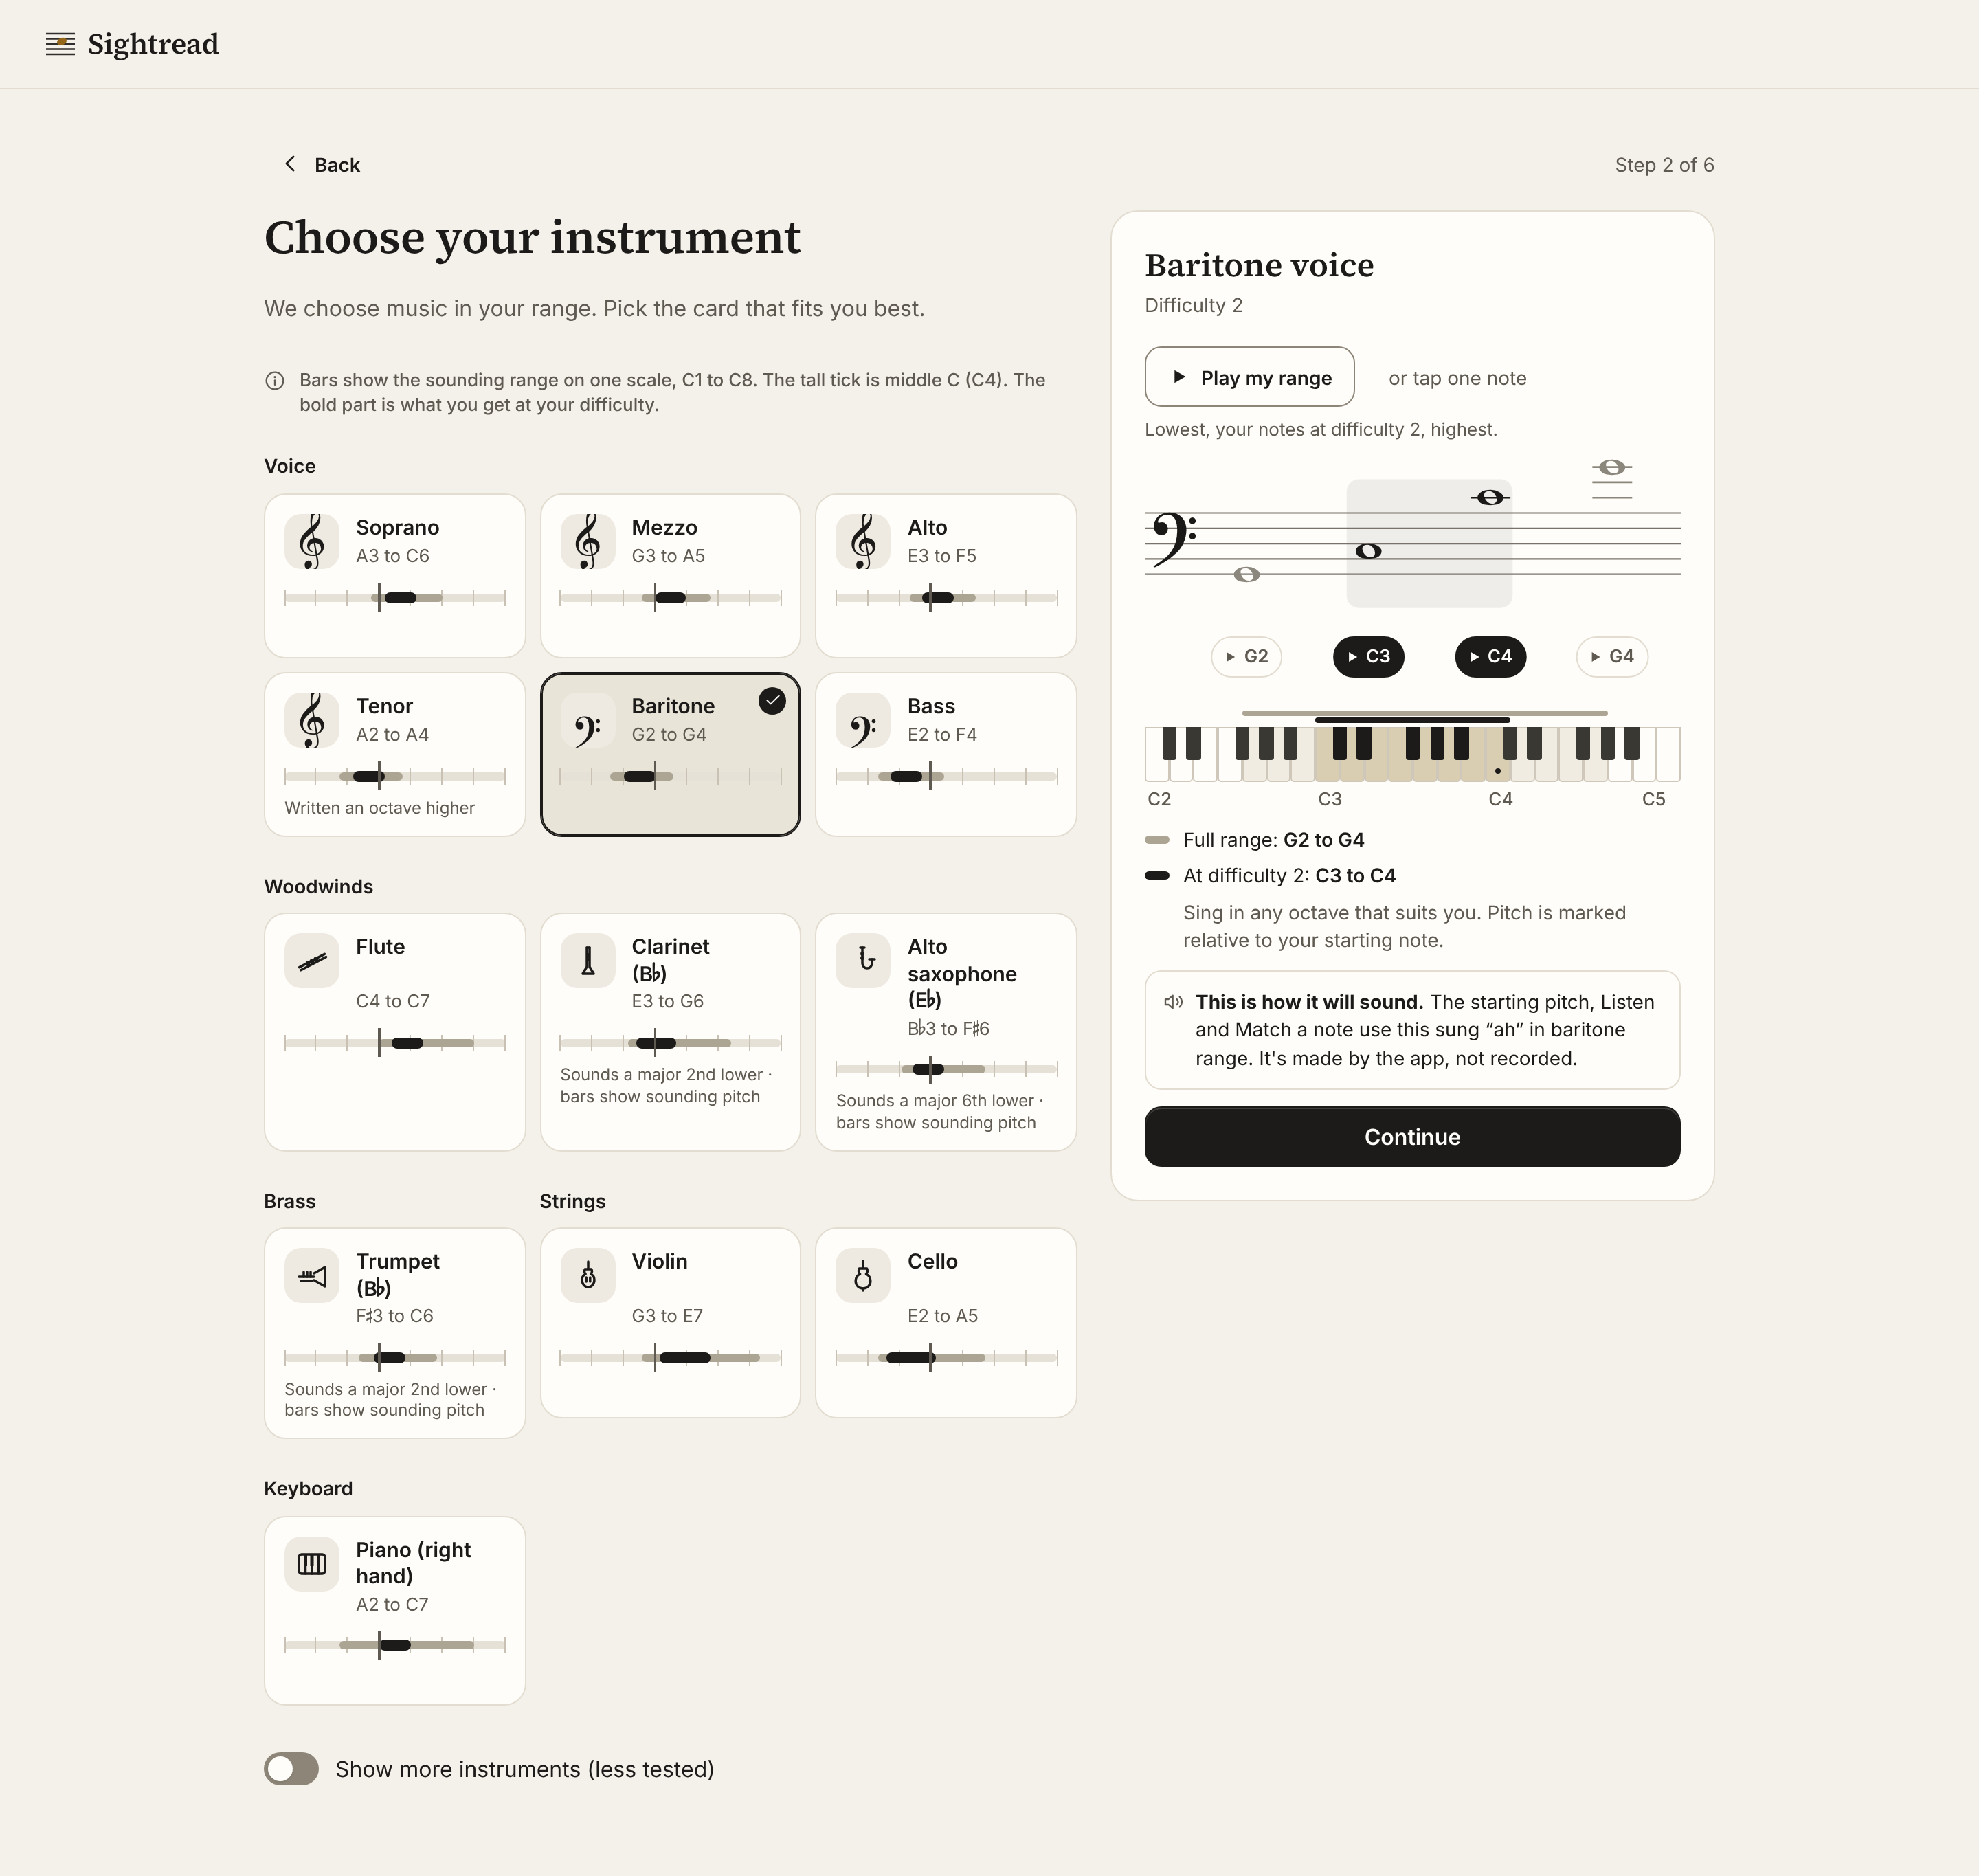 Sightread
Back
Step 2 of 6
Choose your instrument
We choose music in your range. Pick the card that fits you best.
Bars show the sounding range on one scale, C1 to C8. The tall tick is middle C (C4). The
bold part is what you get at your difficulty.
Voice
Soprano
A3 to C6
Mezzo
G3 to A5
Alto
E3 to F5
Tenor
A2 to A4
Written an octave higher
Baritone
G2 to G4
Bass
E2 to F4
Woodwinds
Flute
C4 to C7
Clarinet
(B♭)
E3 to G6
Sounds a major 2nd lower ·
bars show sounding pitch
Alto
saxophone
(E♭)
B♭3 to F♯6
Sounds a major 6th lower ·
bars show sounding pitch
Brass
Trumpet
(B♭)
F♯3 to C6
Sounds a major 2nd lower ·
bars show sounding pitch
Strings
Violin
G3 to E7
Cello
E2 to A5
Keyboard
Piano (right
hand)
A2 to C7
Show more instruments (less tested)
Baritone voice
Difficulty 2
Play my range
or tap one note
Lowest, your notes at difficulty 2, highest.
G2
C3
C4
G4
C2
C3
C4
C5
Full range: G2 to G4
At difficulty 2: C3 to C4
Sing in any octave that suits you. Pitch is marked
relative to your starting note.
This is how it will sound. The starting pitch, Listen
and Match a note use this sung “ah” in baritone
range. It's made by the app, not recorded.
Continue